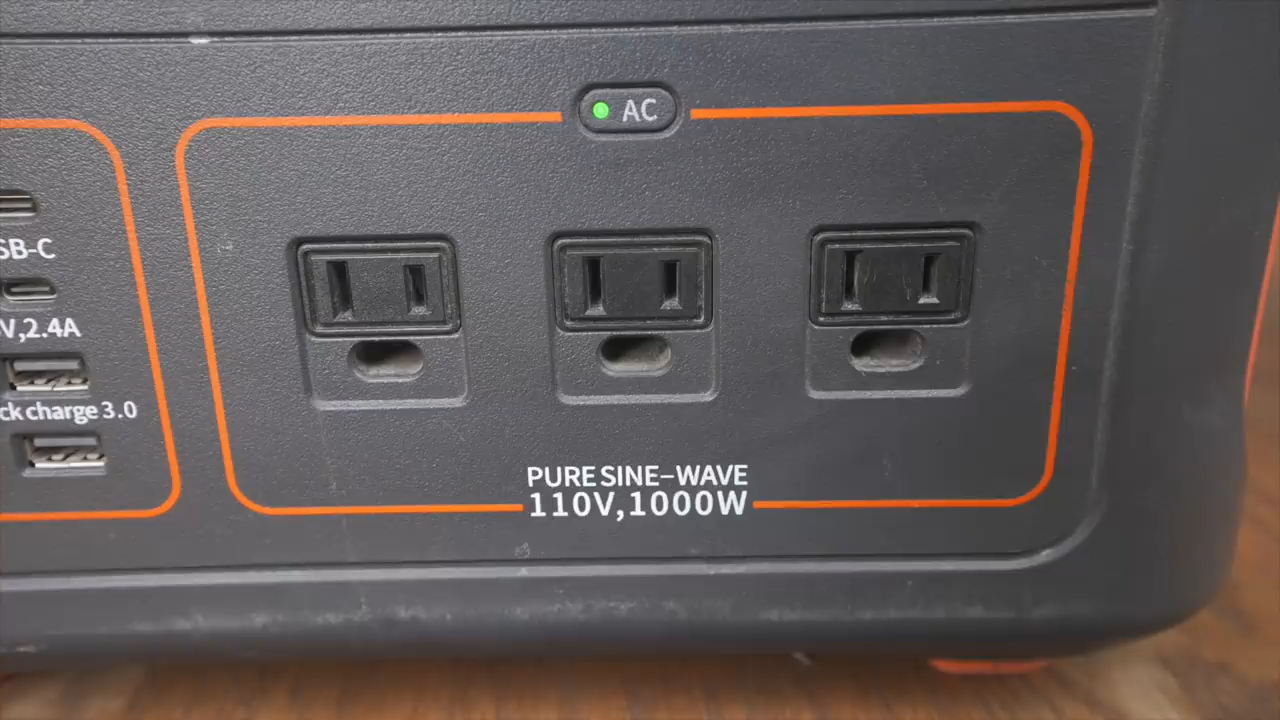 AC
SB-C
V,2.4A
ck charge 3.0
PURE SINE-WAVE
110V,1000W